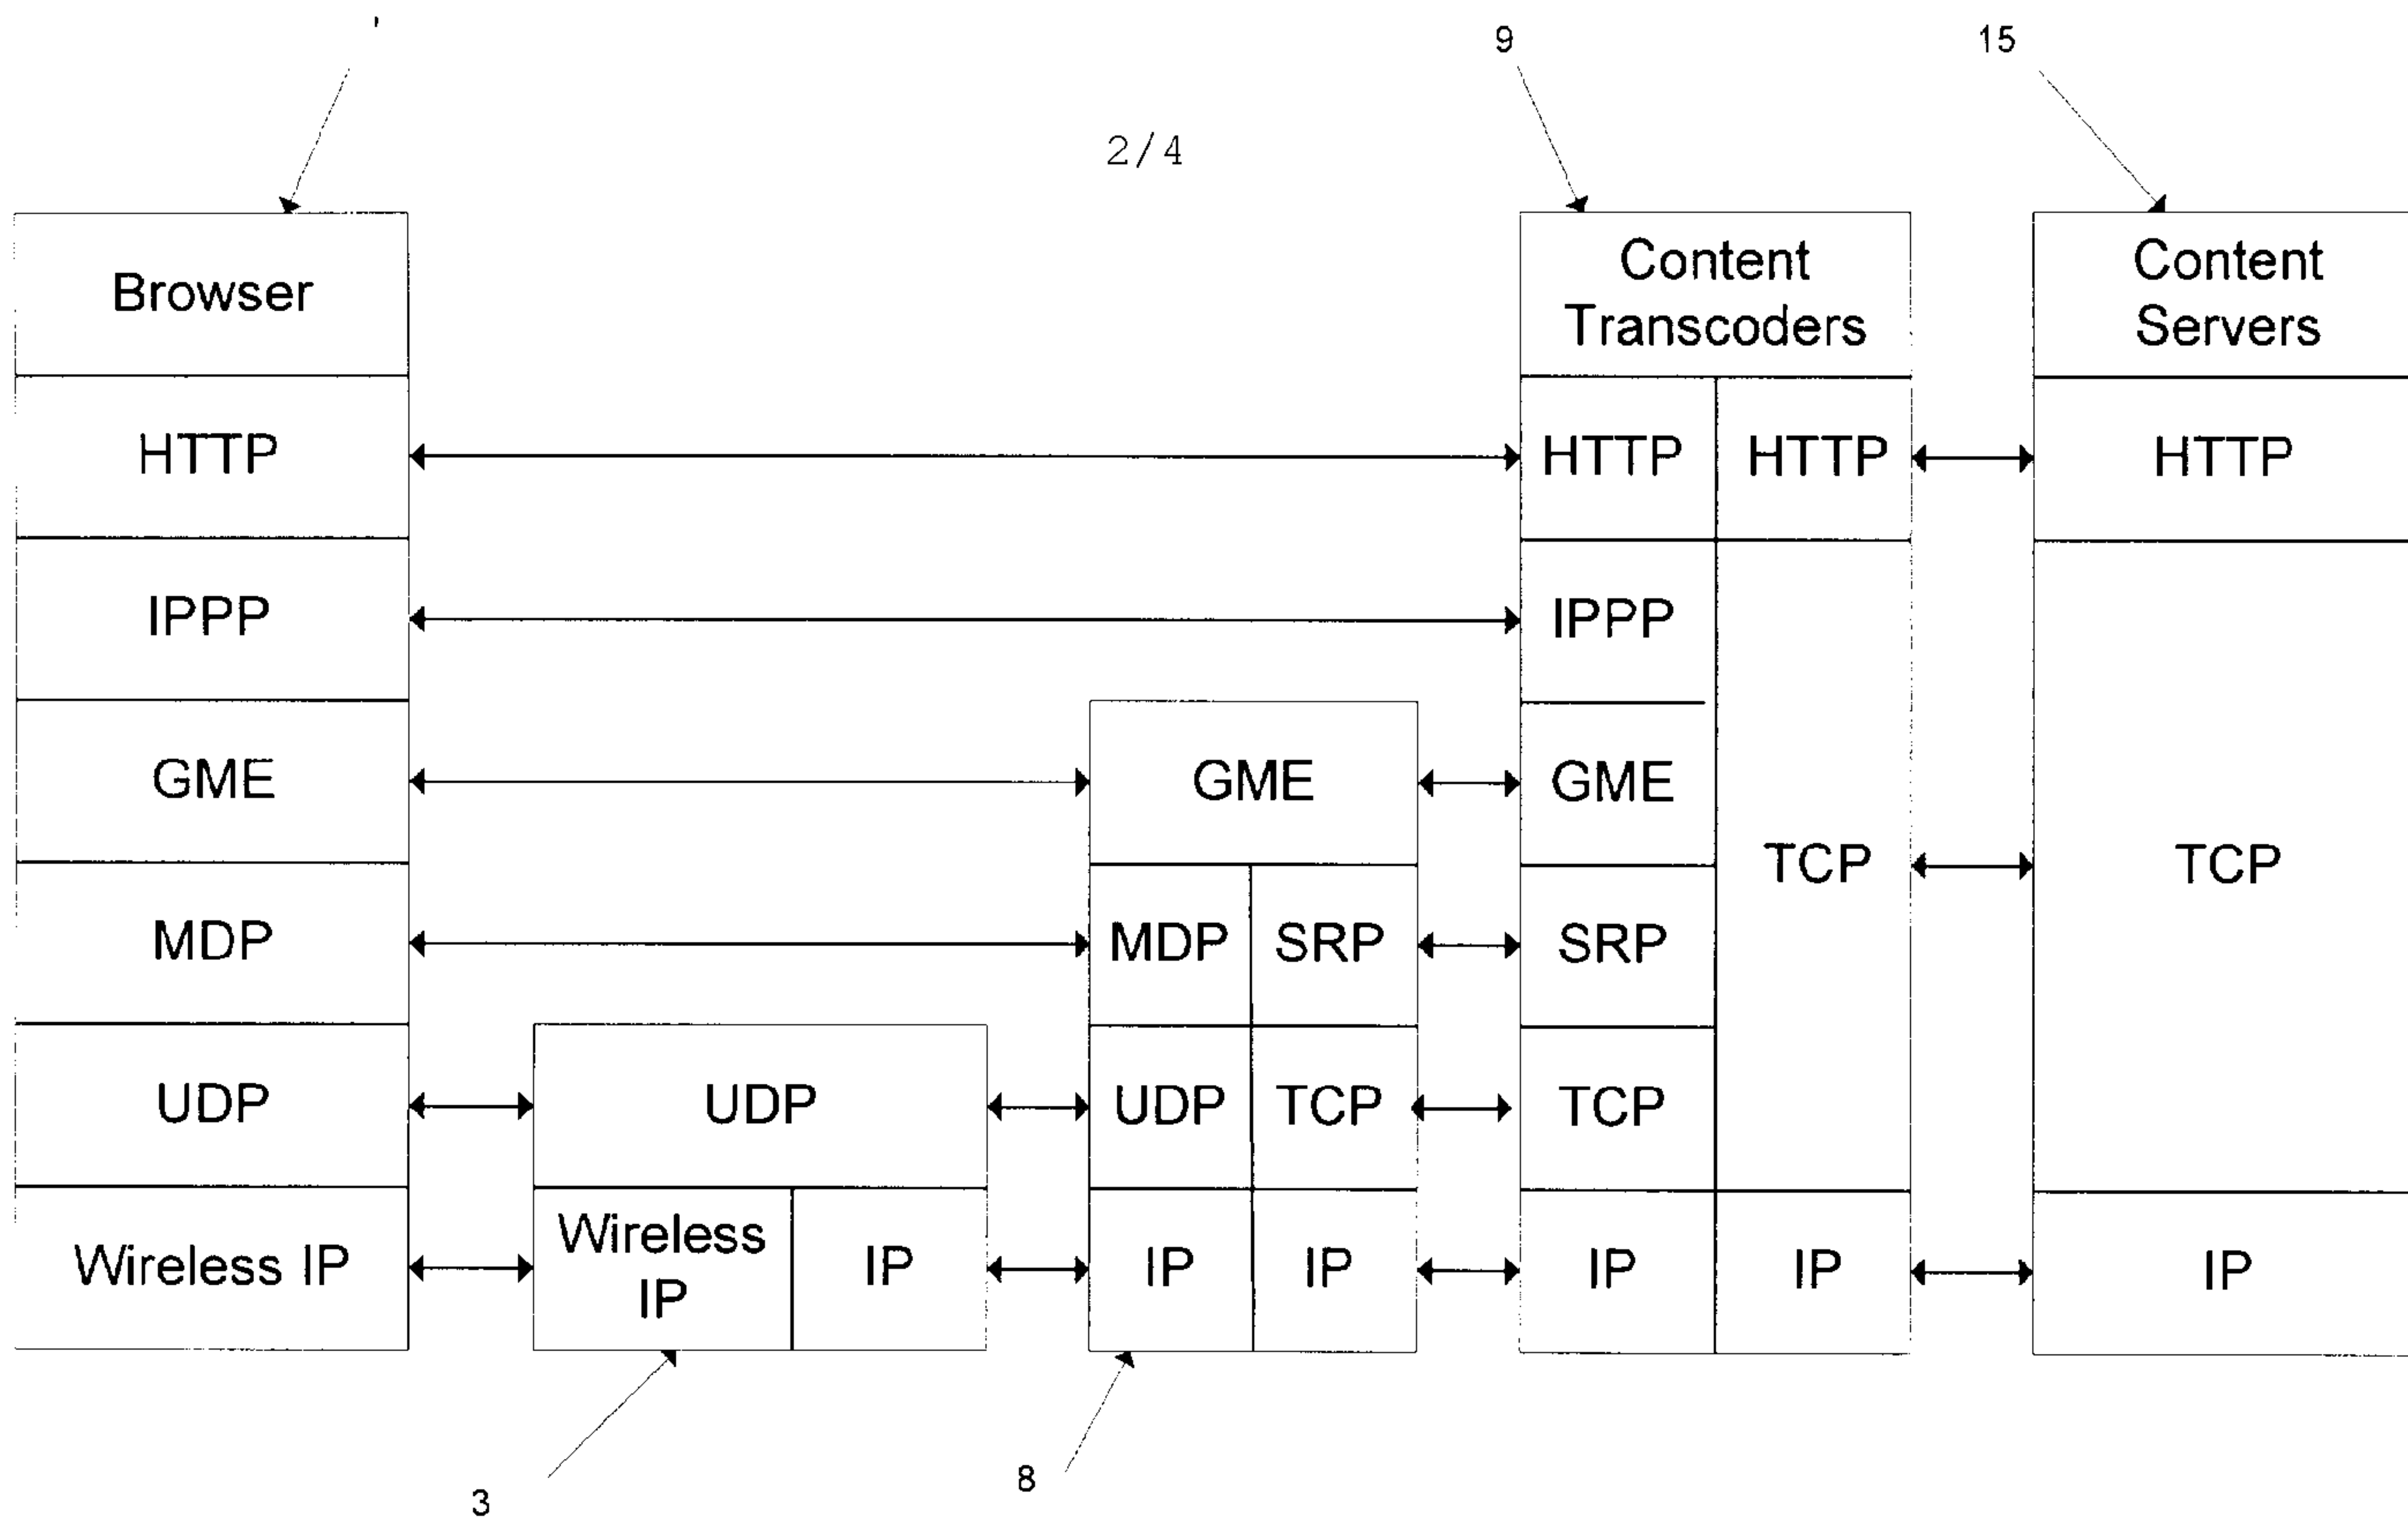 9
15
2/4
Browser
Content
Transcoders
Content
Servers
HTTP
HTTP
HTTP
HTTP
IPPP
IPPP
GME
GME
GME
TCP
TCP
MDP
MDP
SRP
SRP
UDP
UDP
UDP
TCP
TCP
Wireless IP
Wireless
IP
IP
IP
IP
IP
IP
IP
3
8